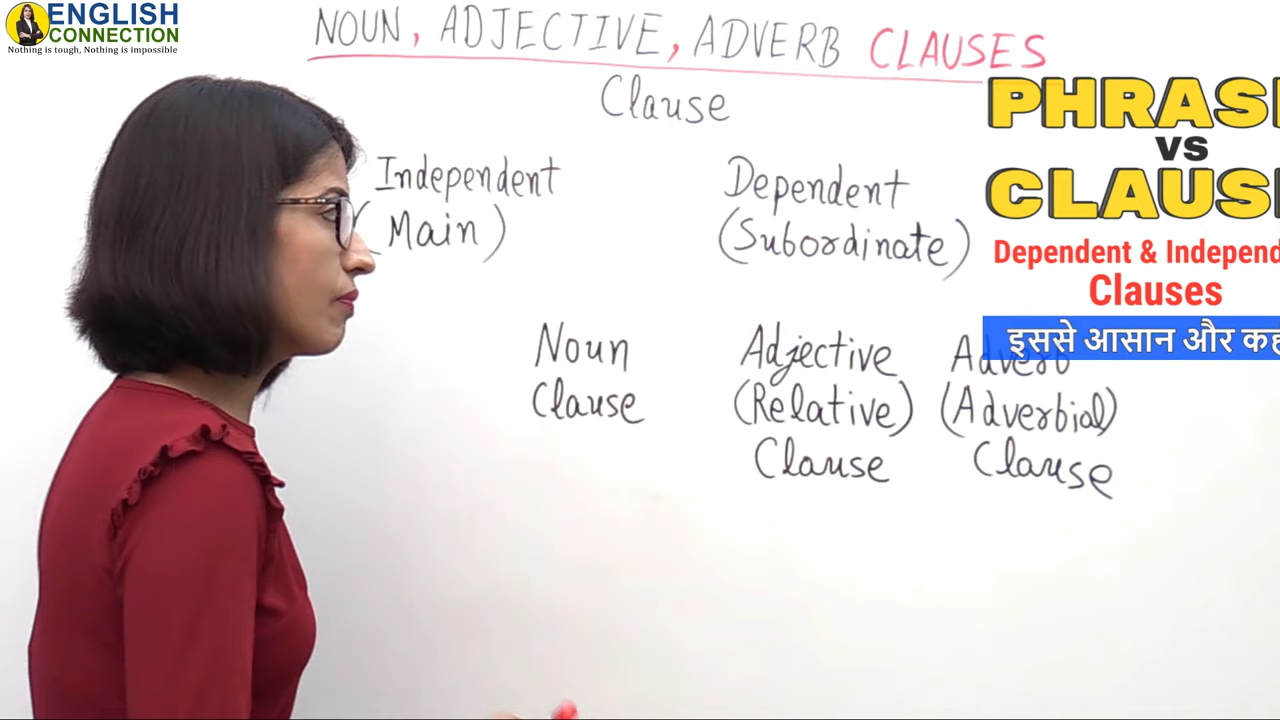 ENGLISH
CONNECTION
Nothing is tough, Nothing is impossible
NOUN, ADJECTIVE, ADVERB CLAUSES
Clause
Independent
(Main)
Dependent
(Subordinate)
Noun
Clause
Adjective
(Relative)
Clause
Adverb
(Adverbial)
Clause
PHRAS
VS
CLAUS
Dependent & Independ
Clauses
इससे आसान और कह